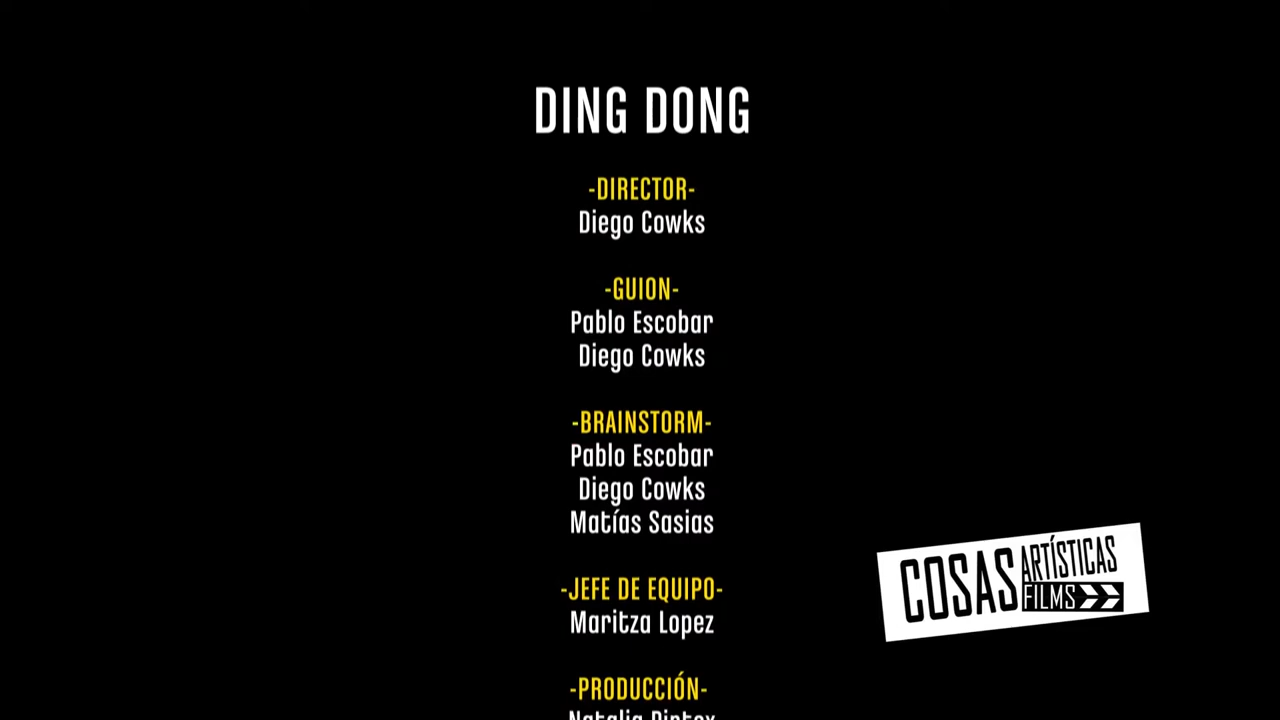 DING DONG
-DIRECTOR-
Diego Cowks
-GUION-
Pablo Escobar
Diego Cowks
-BRAINSTORM-
Pablo Escobar
Diego Cowks
Matías Sasias
-JEFE DE EQUIPO-
Maritza Lopez
-PRODUCCIÓN-
Natalia
COSAS ARTÍSTICAS
FILMS